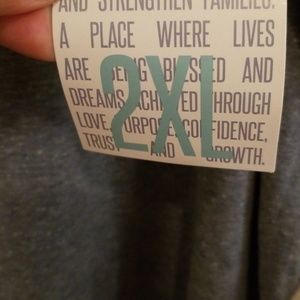 AND STRENGTHEN FAMILIES.
A PLACE WHERE LIVES
ARE BEING BLESSED AND
DREAMS ACHIEVED THROUGH
LOVE, PURPOSE, CONFIDENCE,
TRUST AND GROWTH.
2XL